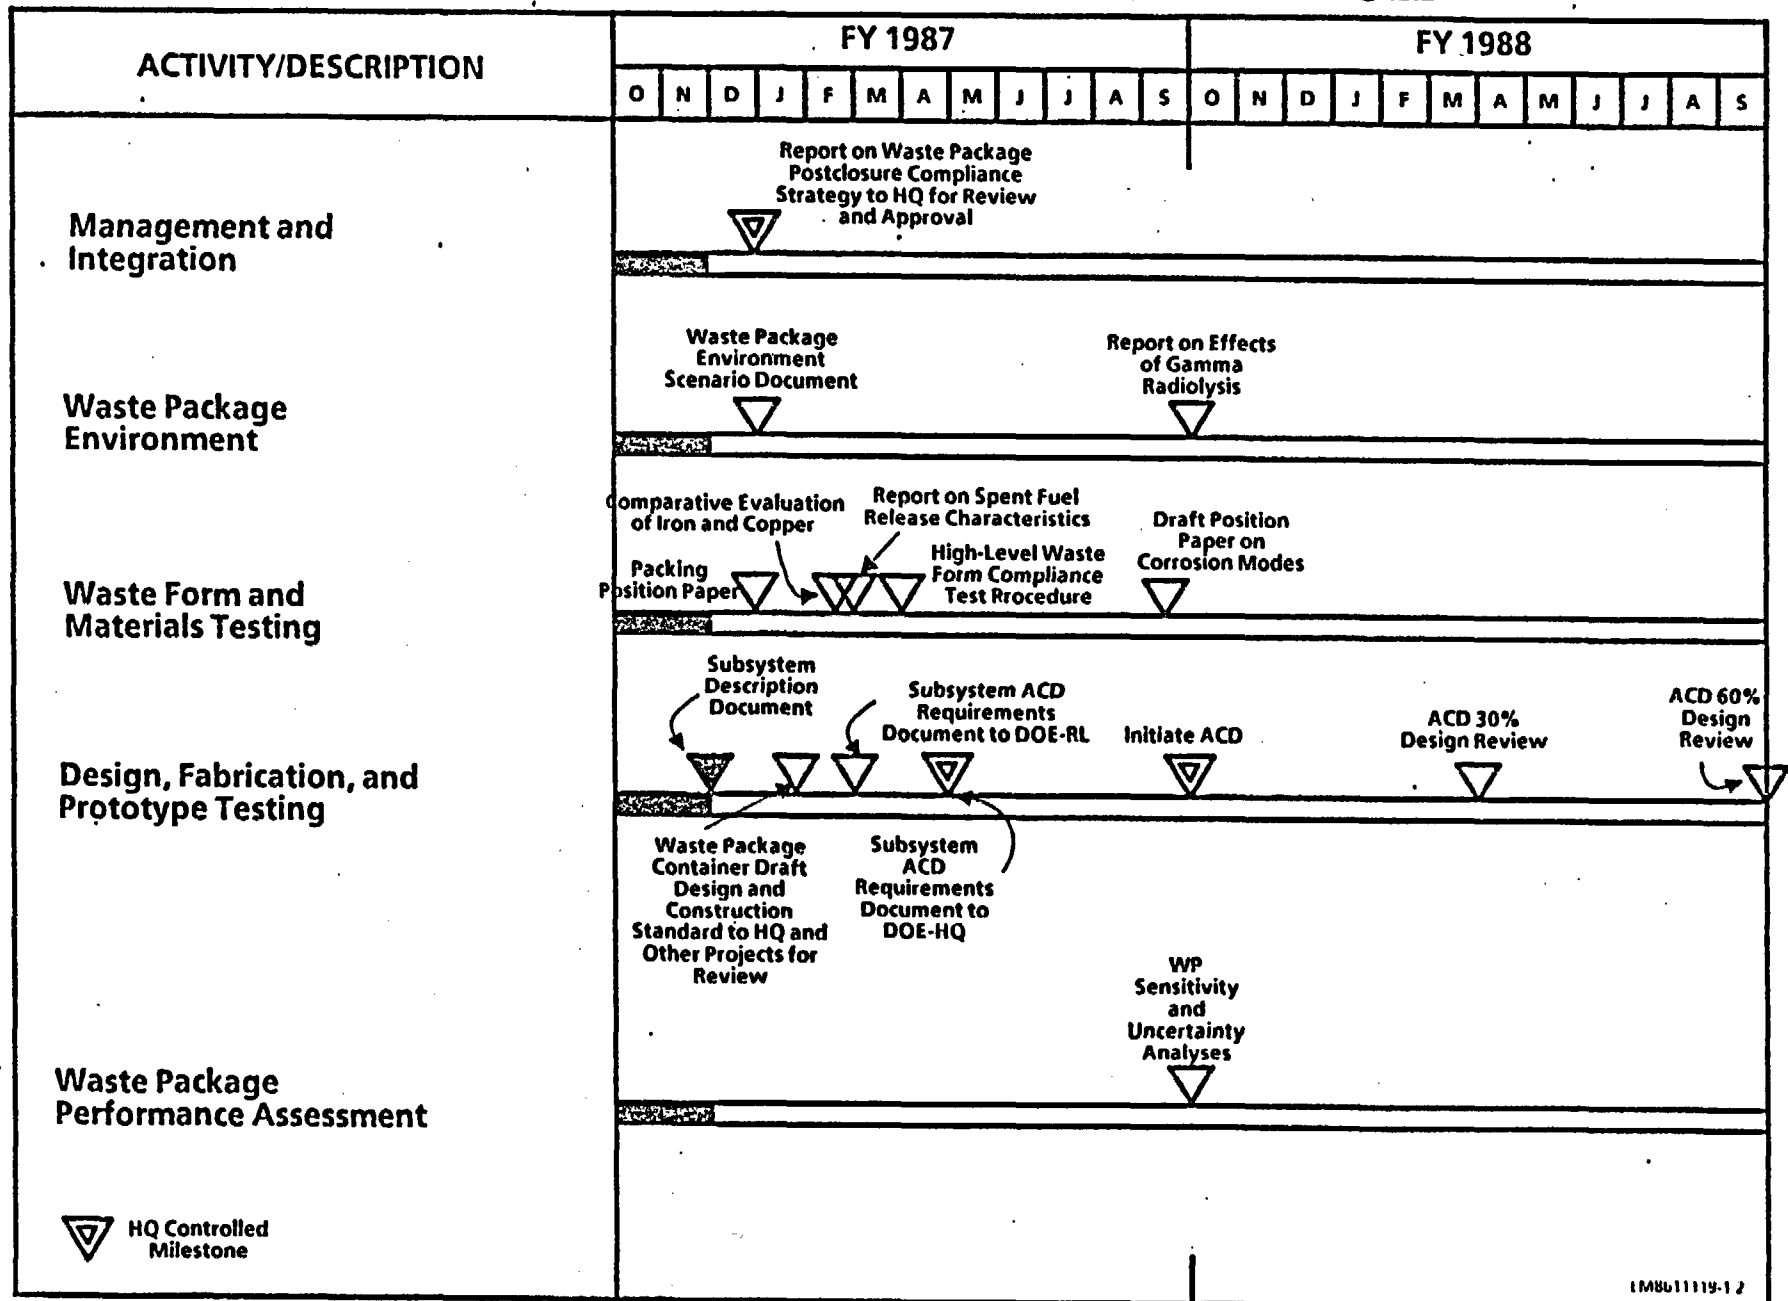 ACTIVITY/DESCRIPTION
FY 1987
FY 1988
O N D J F M A M J J A S O N D J F M A M J J A S
Management and
Integration
Report on Waste Package
Postclosure Compliance
Strategy to HQ for Review
and Approval
Waste Package
Environment
Waste Package
Environment
Scenario Document
Report on Effects
of Gamma
Radiolysis
Waste Form and
Materials Testing
Comparative Evaluation
of Iron and Copper
Report on Spent Fuel
Release Characteristics
Packing
Position Paper
High-Level Waste
Form Compliance
Test Rrocedure
Draft Position
Paper on
Corrosion Modes
Design, Fabrication, and
Prototype Testing
Subsystem
Description
Document
Subsystem ACD
Requirements
Document to DOE-RL
Initiate ACD
ACD 30%
Design Review
ACD 60%
Design
Review
Waste Package
Container Draft
Design and
Construction
Standard to HQ and
Other Projects for
Review
Subsystem
ACD
Requirements
Document to
DOE-HQ
Waste Package
Performance Assessment
WP
Sensitivity
and
Uncertainty
Analyses
HQ Controlled
Milestone